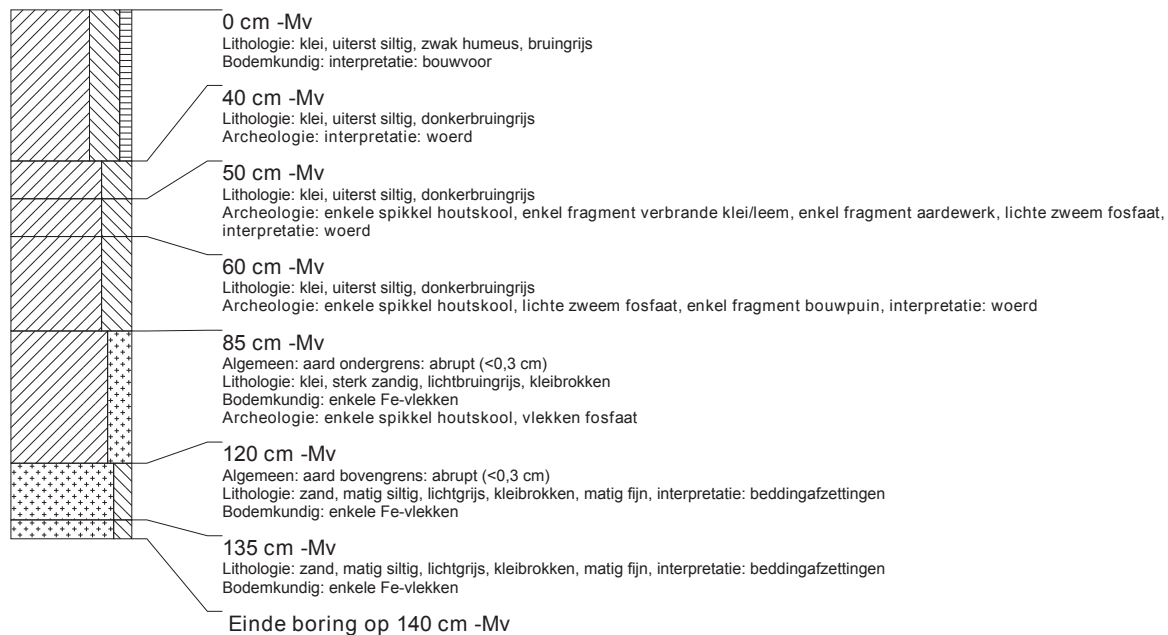 0 cm -Mv
Lithologie: klei, uiterst siltig, zwak humeus, bruingrijs
Bodemkundig: interpretatie: bouwvoor
40 cm -Mv
Lithologie: klei, uiterst siltig, donkerbruingrijs
Archeologie: interpretatie: woerd
50 cm -Mv
Lithologie: klei, uiterst siltig, donkerbruingrijs
Archeologie: enkele spikkel houtskool, enkel fragment verbrande klei/leem, enkel fragment aardewerk, lichte zweem fosfaat,
interpretatie: woerd
60 cm -Mv
Lithologie: klei, uiterst siltig, donkerbruingrijs
Archeologie: enkele spikkel houtskool, lichte zweem fosfaat, enkel fragment bouwpuin, interpretatie: woerd
85 cm -Mv
Algemeen: aard ondergrens: abrupt (<0,3 cm)
Lithologie: klei, sterk zandig, lichtbruingrijs, kleibrokken
Bodemkundig: enkele Fe-vlekken
Archeologie: enkele spikkel houtskool, vlekken fosfaat
120 cm -Mv
Algemeen: aard bovengrens: abrupt (<0,3 cm)
Lithologie: zand, matig siltig, lichtgrijs, kleibrokken, matig fijn, interpretatie: beddingafzettingen
Bodemkundig: enkele Fe-vlekken
135 cm -Mv
Lithologie: zand, matig siltig, lichtgrijs, kleibrokken, matig fijn, interpretatie: beddingafzettingen
Bodemkundig: enkele Fe-vlekken
Einde boring op 140 cm -Mv